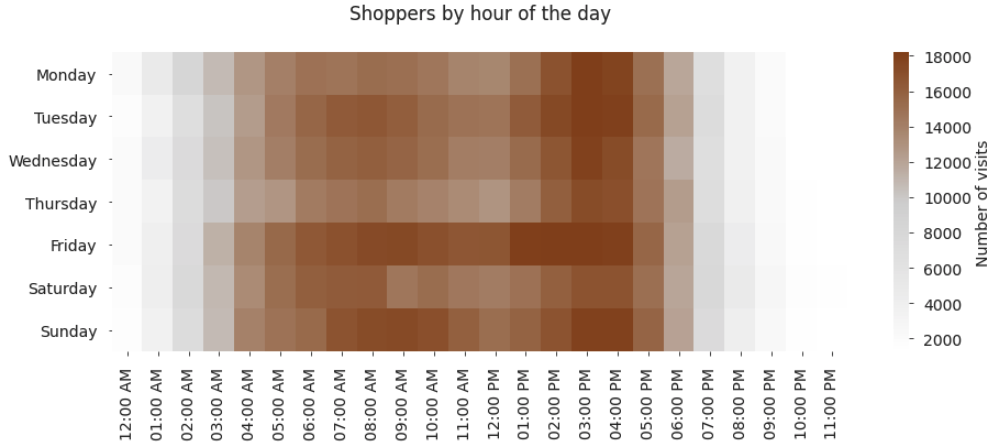 Shoppers by hour of the day
Monday
Tuesday
Wednesday
Thursday
Friday
Saturday
Sunday
12:00 AM
01:00 AM
02:00 AM
03:00 AM
04:00 AM
05:00 AM
06:00 AM
07:00 AM
08:00 AM
09:00 AM
10:00 AM
11:00 AM
12:00 PM
01:00 PM
02:00 PM
03:00 PM
04:00 PM
05:00 PM
06:00 PM
07:00 PM
08:00 PM
09:00 PM
10:00 PM
11:00 PM
18000
16000
14000
12000
10000
8000
6000
4000
2000
Number of visits